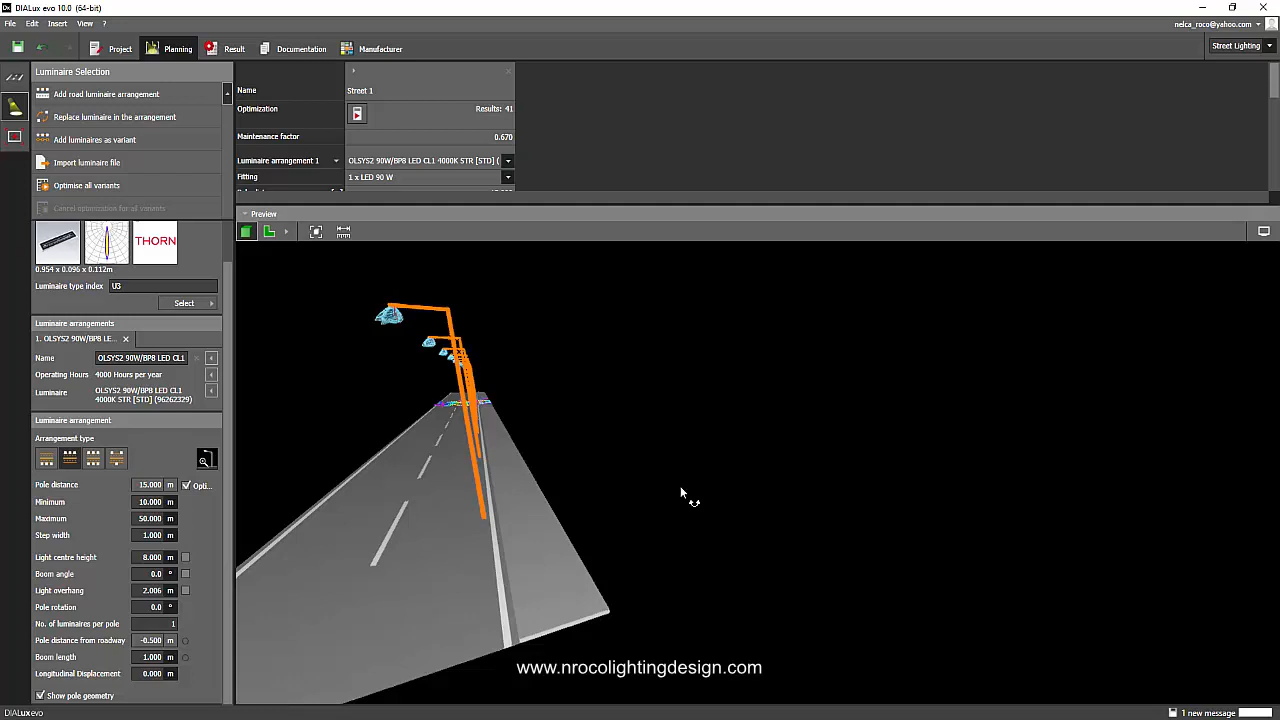 DIALux evo (64-bit)
File Edit Insert View ?
nelca_roco@yahoo.com
Project Planning Result Documentation Manufacturer
Street Lighting
Luminaire Selection
Add road luminaire arrangement
Replace luminaire in the arrangement
Add luminaires as variant
Import luminaire file
Optimise all variants
Cancel optimization for all variants
THORN
0.954 x 0.096 x 0.112m
Luminaire type index U3
Select
Luminaire arrangements
1. OLSYS2 90W/BP8 LE...
Name OLSYS2 90W/BP8 LED CL1
Operating Hours 4000 Hours per year
Luminaire OLSYS2 90W/BP8 LED CL1
4000K STR [STD] (96262329)
Luminaire arrangement
Arrangement type
Pole distance 15.000 m Opti...
Minimum 10.000 m
Maximum 50.000 m
Step width 1.000 m
Light centre height 8.000 m
Boom angle 0.0 °
Light overhang 2.006 m
Pole rotation 0.0 °
No. of luminaires per pole 1
Pole distance from roadway -0.500 m
Boom length 1.000 m
Longitudinal Displacement 0.000 m
Show pole geometry
Name Street 1
Optimization Results: 41
Maintenance factor 0.670
Luminaire arrangement 1 OLSYS2 90W/BP8 LED CL1 4000K STR [STD] (
Fitting 1 x LED 90 W
Preview
www.nrocolightingdesign.com
DIALux evo
1 new message